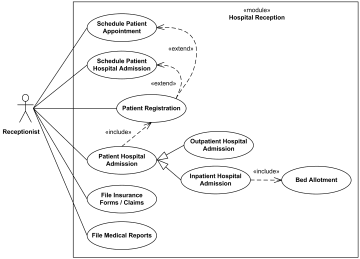 «module»
Hospital Reception
Schedule Patient
Appointment
«extend»
Schedule Patient
Hospital Admission
«extend»
Patient Registration
Receptionist
«include»
Outpatient Hospital
Admission
Patient Hospital
Admission
Inpatient Hospital
Admission
«include»
Bed Allotment
File Insurance
Forms / Claims
File Medical Reports